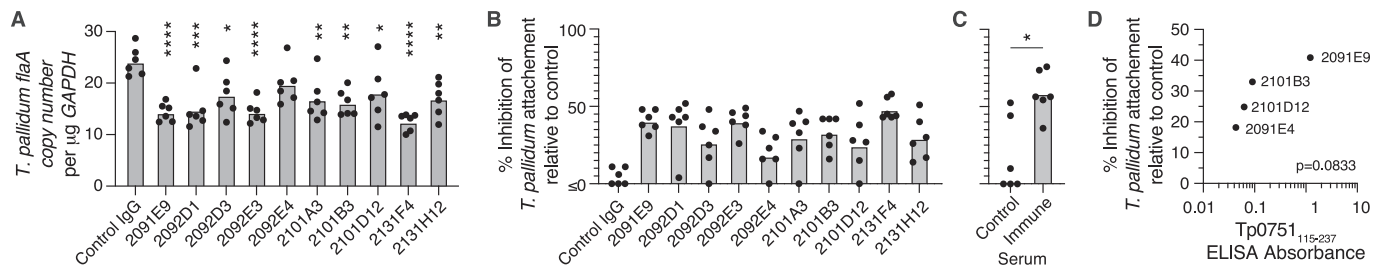 A
T. pallidum flaA
copy number
per µg GAPDH
30
20
10
0
****
***
*
****
**
**
*
****
**
Control IgG
2091E9
2092D1
2092D3
2092E3
2092E4
2101A3
2101B3
2101D12
2131F4
2131H12
B
% Inhibition of
T. pallidum attachement
relative to control
100
50
≤0
Control IgG
2091E9
2092D1
2092D3
2092E3
2092E4
2101A3
2101B3
2101D12
2131F4
2131H12
C
*
Control
Immune
Serum
D
% Inhibition of
T. pallidum attachement
relative to control
50
40
30
20
10
0
2091E9
2101B3
2101D12
2091E4
p=0.0833
0.01
0.1
1
10
Tp0751115-237
ELISA Absorbance